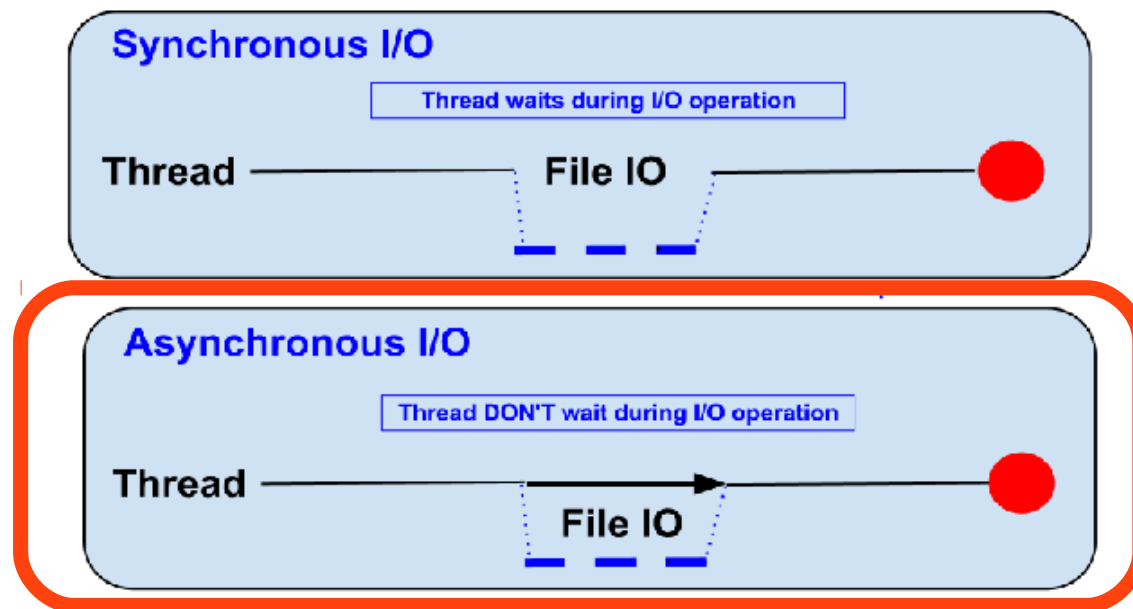 Synchronous I/O
Thread waits during I/O operation
Thread File IO
Asynchronous I/O
Thread DON'T wait during I/O operation
Thread
File IO